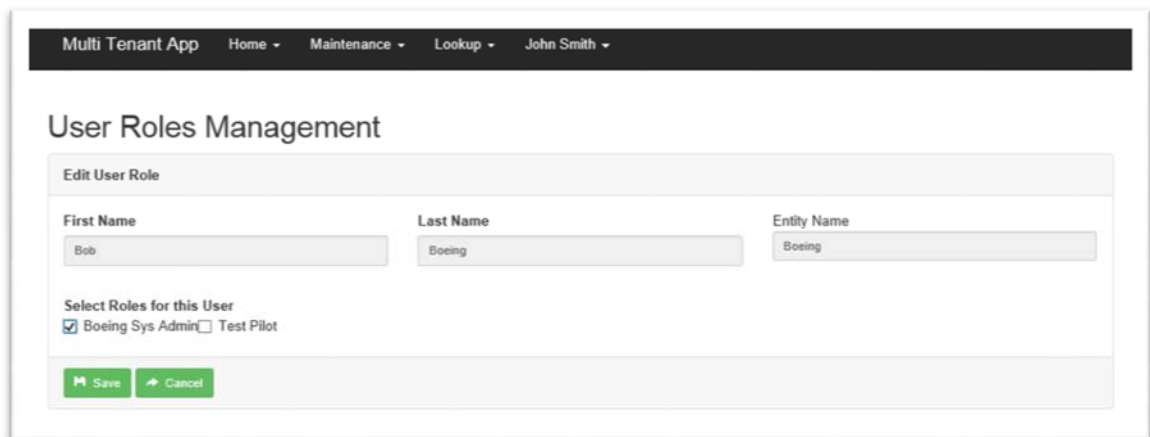 Multi Tenant App Home Maintenance Lookup John Smith
User Roles Management
Edit User Role
First Name Last Name Entity Name
Bob Boeing Boeing
Select Roles for this User
Boeing Sys Admin Test Pilot
Save Cancel